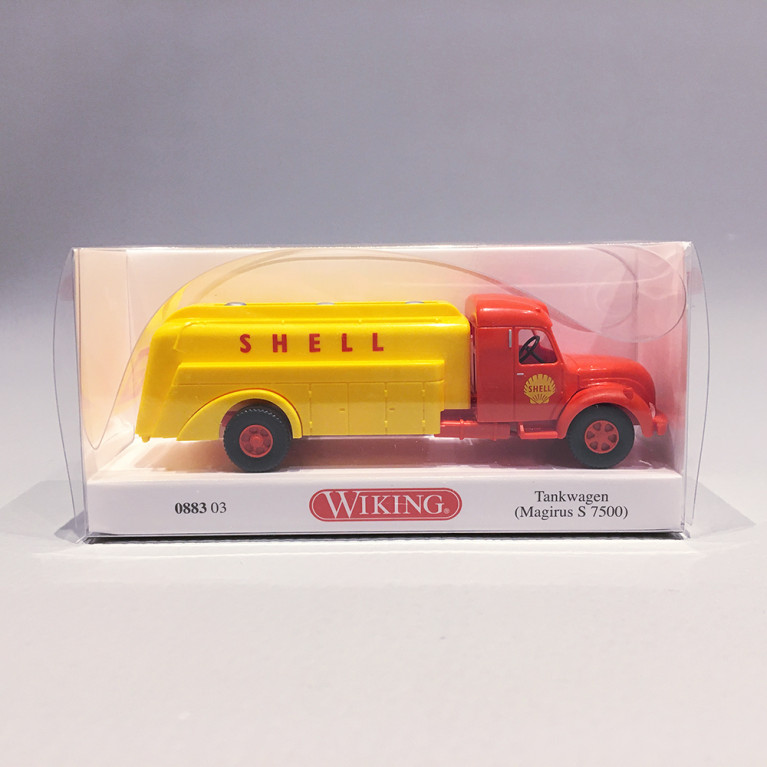 SHELL
SHELL
0883 03
WIKING®
Tankwagen
(Magirus S 7500)